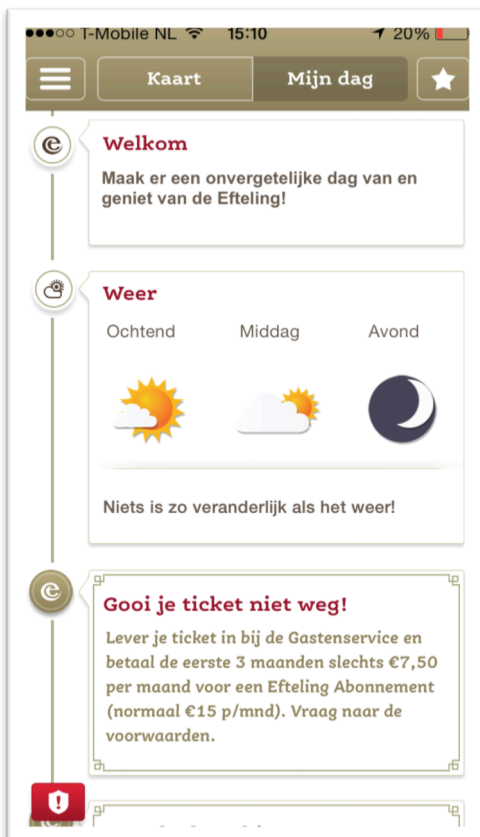 T-Mobile NL 15:10 20%
Kaart Mijn dag
Welkom
Maak er een onvergetelijke dag van en
geniet van de Efteling!
Weer
Ochtend Middag Avond
Niets is zo veranderlijk als het weer!
Gooi je ticket niet weg!
Lever je ticket in bij de Gastenservice en
betaal de eerste 3 maanden slechts €7,50
per maand voor een Efteling Abonnement
(normaal €15 p/mnd). Vraag naar de
voorwaarden.